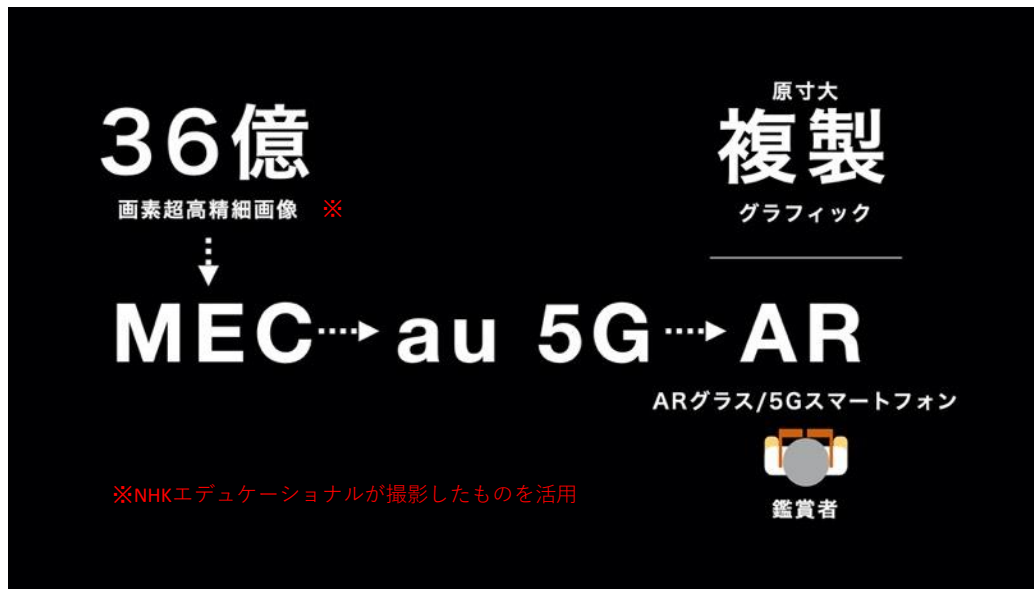 36億
画素超高精細画像 ※
原寸大
複製
グラフィック
MEC au 5G AR
ARグラス/5Gスマートフォン
鑑賞者
※NHKエデュケーショナルが撮影したものを活用